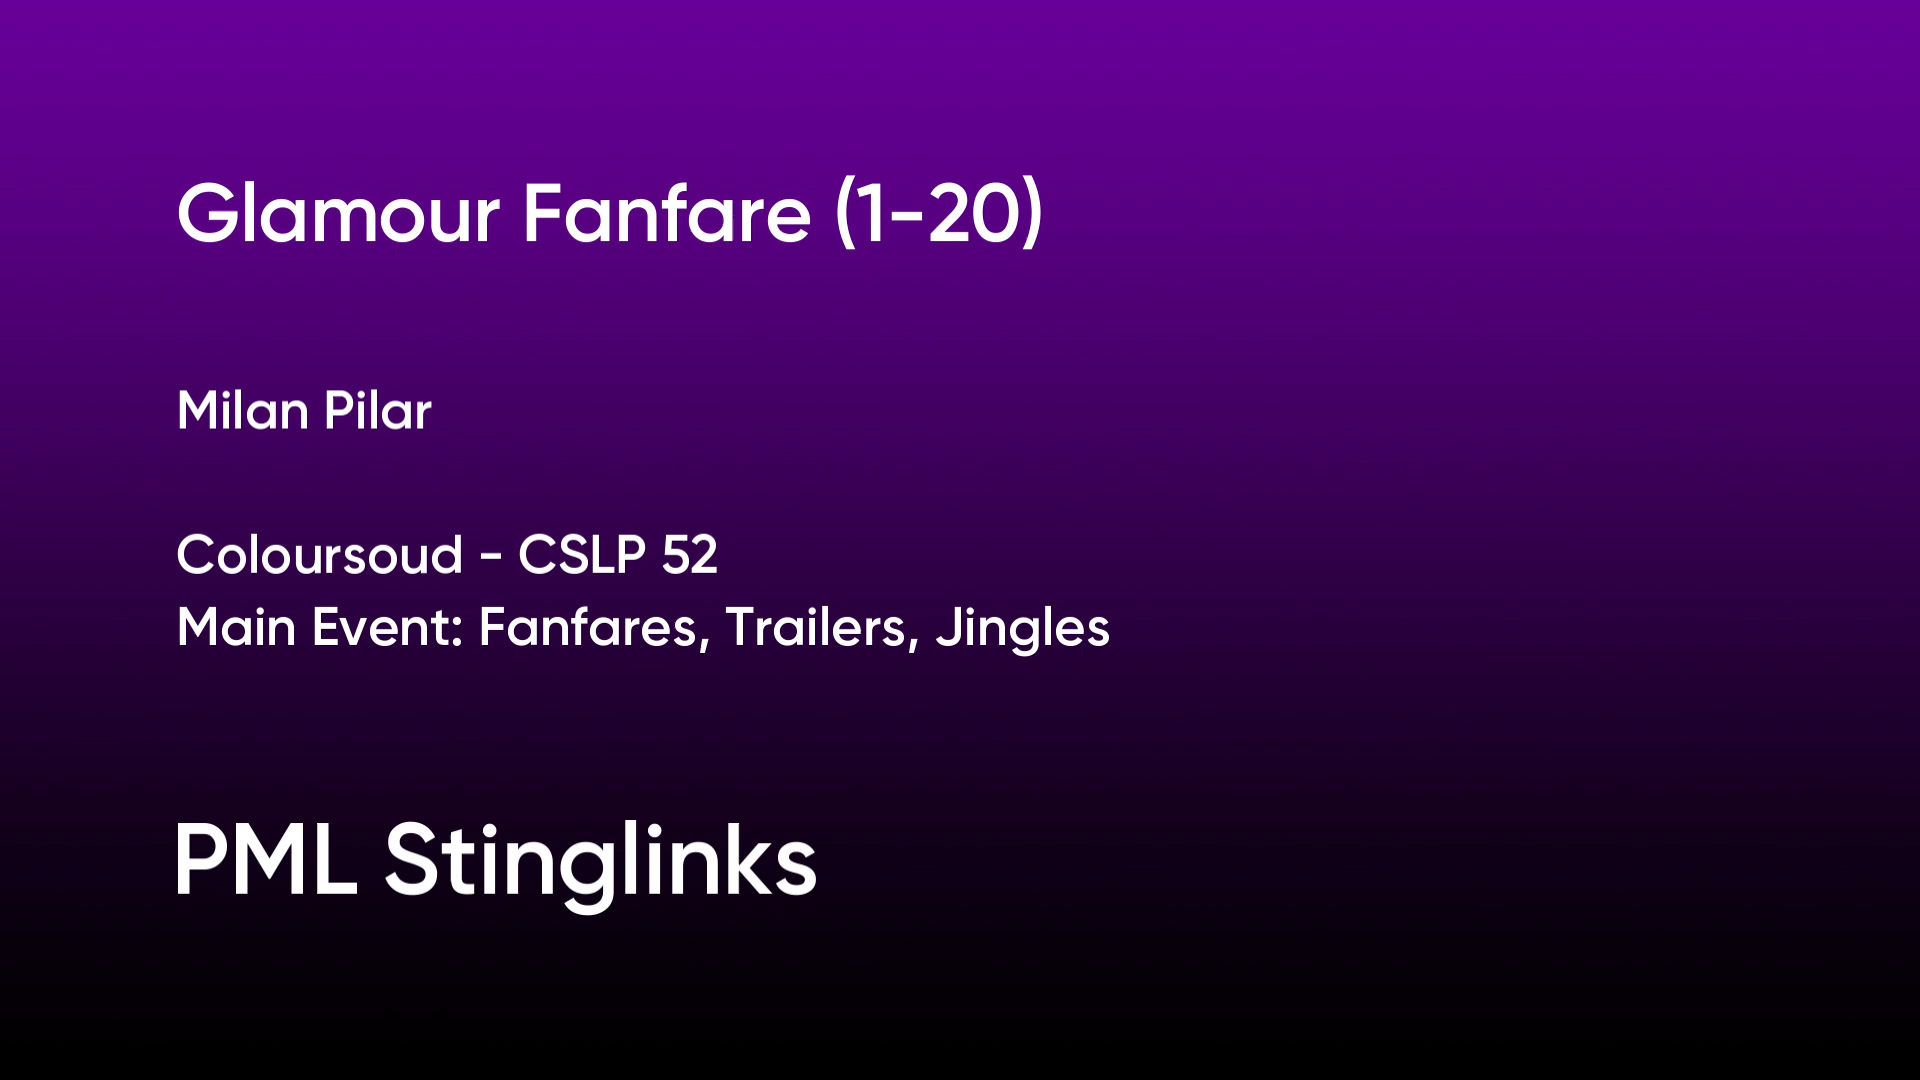 Glamour Fanfare (1-20)
Milan Pilar
Coloursoud - CSLP 52
Main Event: Fanfares, Trailers, Jingles
PML Stinglinks